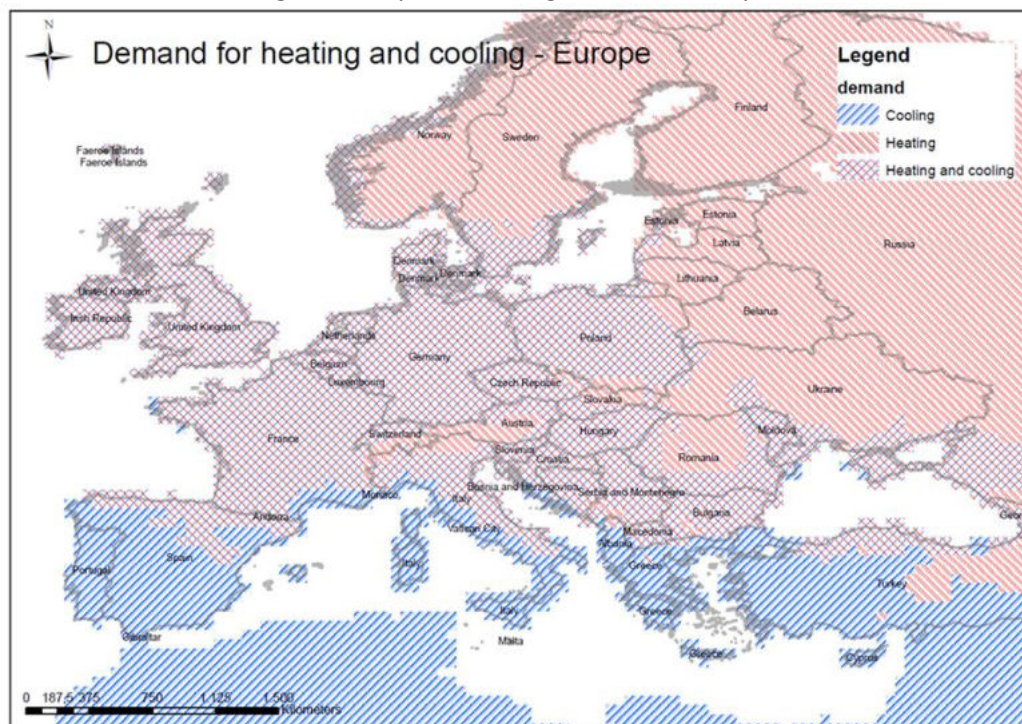 N
Demand for heating and cooling - Europe
Legend
demand
Cooling
Heating
Heating and cooling
Faeroe Islands
Faeroe Islands
Norway
Sweden
Finland
Estonia
Estonia
Russia
Latvia
Denmark
Denmark
Denmark
Lithuania
United Kingdom
Irish Republic
United Kingdom
Netherlands
Belarus
Poland
Belgium
Germany
Luxembourg
Czech Republic
Ukraine
Slovakia
France
Switzerland
Austria
Hungary
Moldova
Slovenia
Croatia
Romania
Monaco
Bosnia and Herzegovina
Italy
Serbia and Montenegro
Andorra
Bulgaria
Geor
Vatican City
Macedonia
Albania
Portugal
Spain
Italy
Greece
Turkey
Italy
Greece
Gibraltar
Malta
Greece
Cyprus
0 187.5 375 750 1.125 1.500
Kilometers